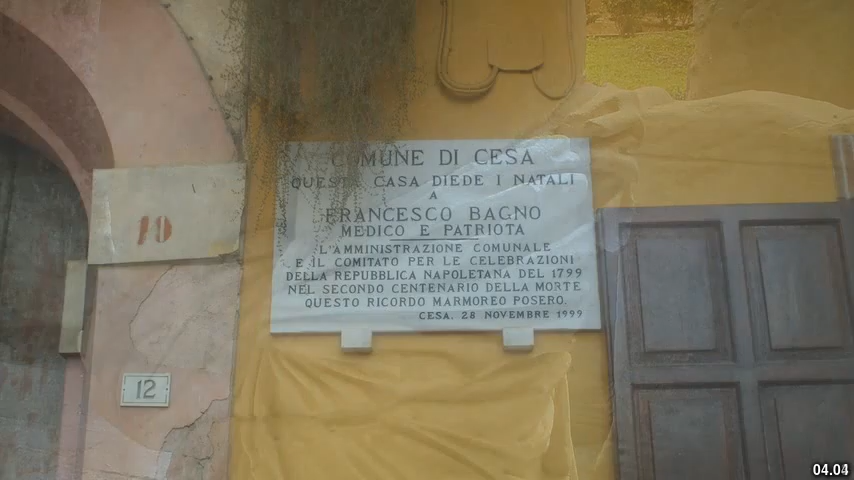 COMUNE DI CESA
QUESTA CASA DIEDE I NATALI
A
FRANCESCO BAGNO
MEDICO E PATRIOTA
L'AMMINISTRAZIONE COMUNALE
E IL COMITATO PER LE CELEBRAZIONI
DELLA REPUBBLICA NAPOLETANA DEL 1799
NEL SECONDO CENTENARIO DELLA MORTE
QUESTO RICORDO MARMOREO POSERO.
CESA, 28 NOVEMBRE 1999
19
12
04.04